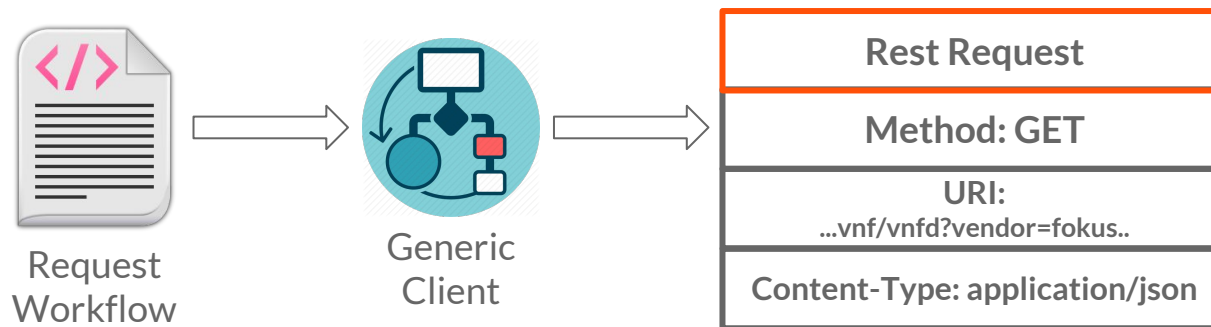 </>
Request
Workflow
Generic
Client
Rest Request
Method: GET
URI:
...vnf/vnfd?vendor=fokus..
Content-Type: application/json